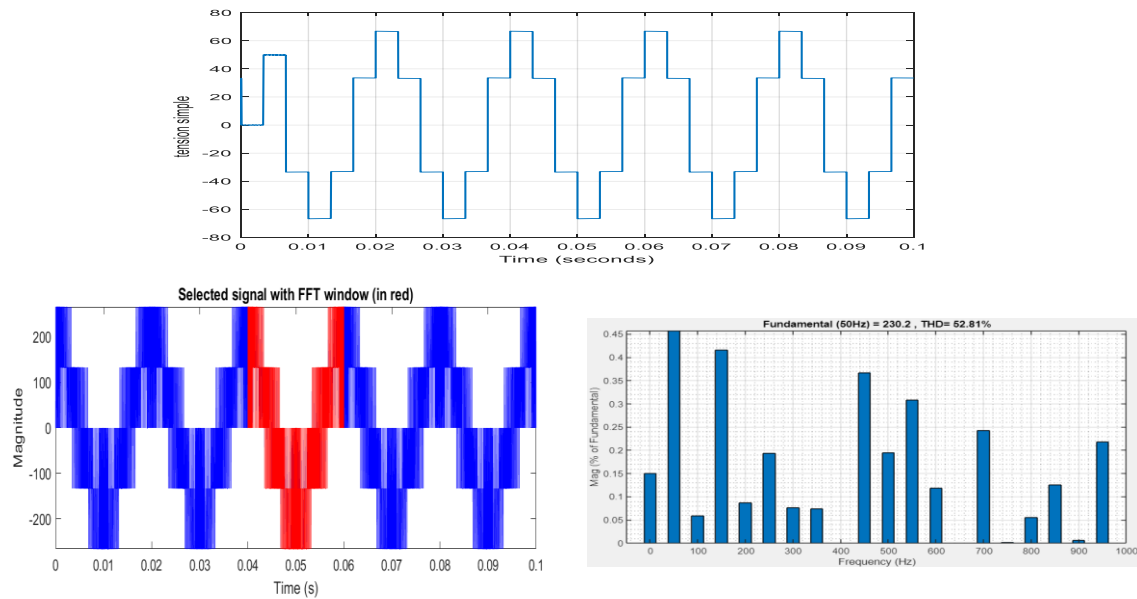 80
60
40
20
0
-20
-40
-60
-80
tension simple
0 0.01 0.02 0.03 0.04 0.05 0.06 0.07 0.08 0.09 0.1
Time (seconds)
Selected signal with FFT window (in red)
200
100
0
-100
-200
Magnitude
0 0.01 0.02 0.03 0.04 0.05 0.06 0.07 0.08 0.09 0.1
Time (s)
Fundamental (50Hz) = 230.2 , THD= 52.81%
0.45
0.4
0.35
0.3
0.25
0.2
0.15
0.1
0.05
0
Mag (% of Fundamental)
0 100 200 300 400 500 600 700 800 900 1000
Frequency (Hz)